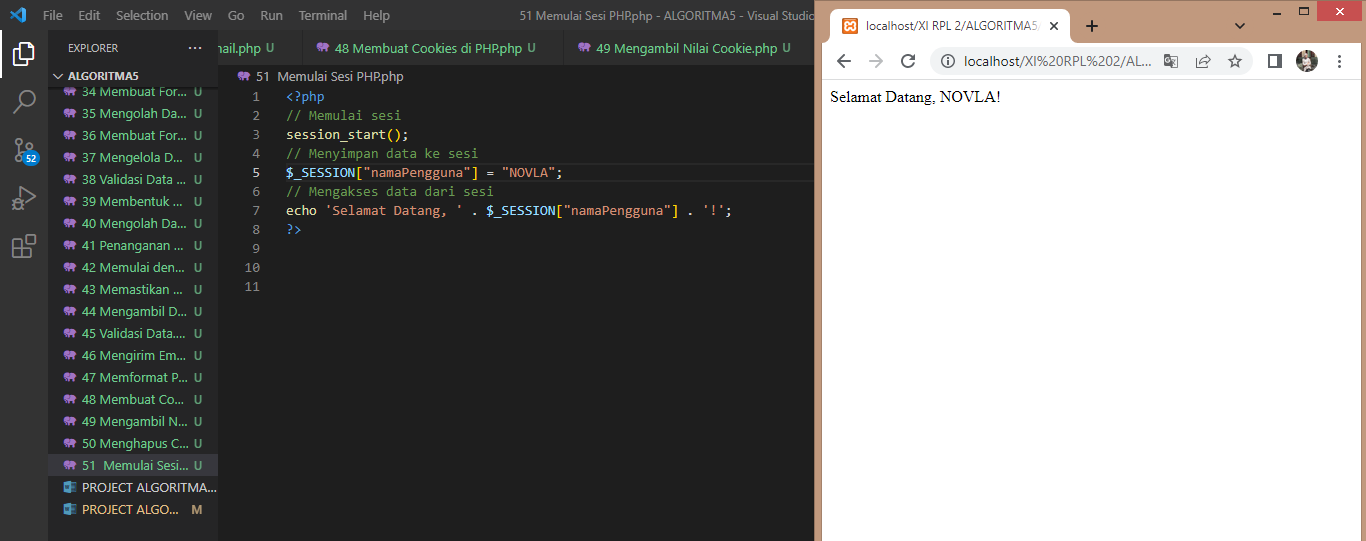 File Edit Selection View Go Run Terminal Help 51 Memulai Sesi PHP.php - ALGORITMA5 - Visual Studio
EXPLORER ...
ALGORITMA5
34 Membuat For... U
35 Mengolah Da... U
36 Membuat For... U
37 Mengelola D... U
38 Validasi Data ... U
39 Membentuk ... U
40 Mengolah Da... U
41 Penanganan ... U
42 Memulai den... U
43 Memastikan ... U
44 Mengambil D... U
45 Validasi Data.... U
46 Mengirim Em... U
47 Memformat P... U
48 Membuat Co... U
49 Mengambil N... U
50 Menghapus C... U
51 Memulai Sesi... U
PROJECT ALGORITMA...
PROJECT ALGO... M
52
nail.php U 48 Membuat Cookies di PHP.php U 49 Mengambil Nilai Cookie.php U
51 Memulai Sesi PHP.php
1 <?php
2 // Memulai sesi
3 session_start();
4 // Menyimpan data ke sesi
5 $_SESSION["namaPengguna"] = "NOVLA";
6 // Mengakses data dari sesi
7 echo 'Selamat Datang, ' . $_SESSION["namaPengguna"] . '!';
8 ?>
9
10
11
localhost/XI RPL 2/ALGORITMA5/
localhost/XI%20RPL%202/AL...
Selamat Datang, NOVLA!